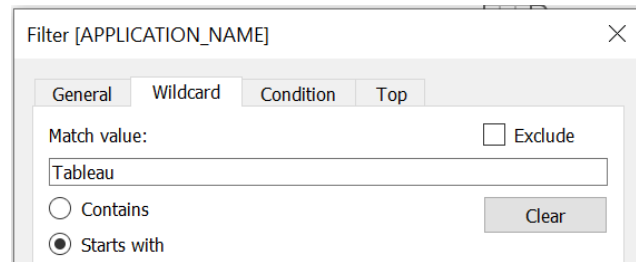 Filter [APPLICATION_NAME]
General Wildcard Condition Top
Match value: Exclude
Tableau
Contains Clear
Starts with